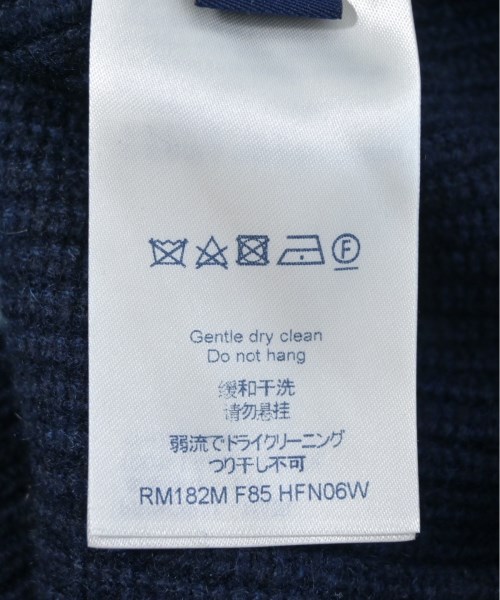 F
Gentle dry clean
Do not hang
缓和干洗
请勿悬挂
弱流でドライクリーニング
つり干し不可
RM182M F85 HFN06W